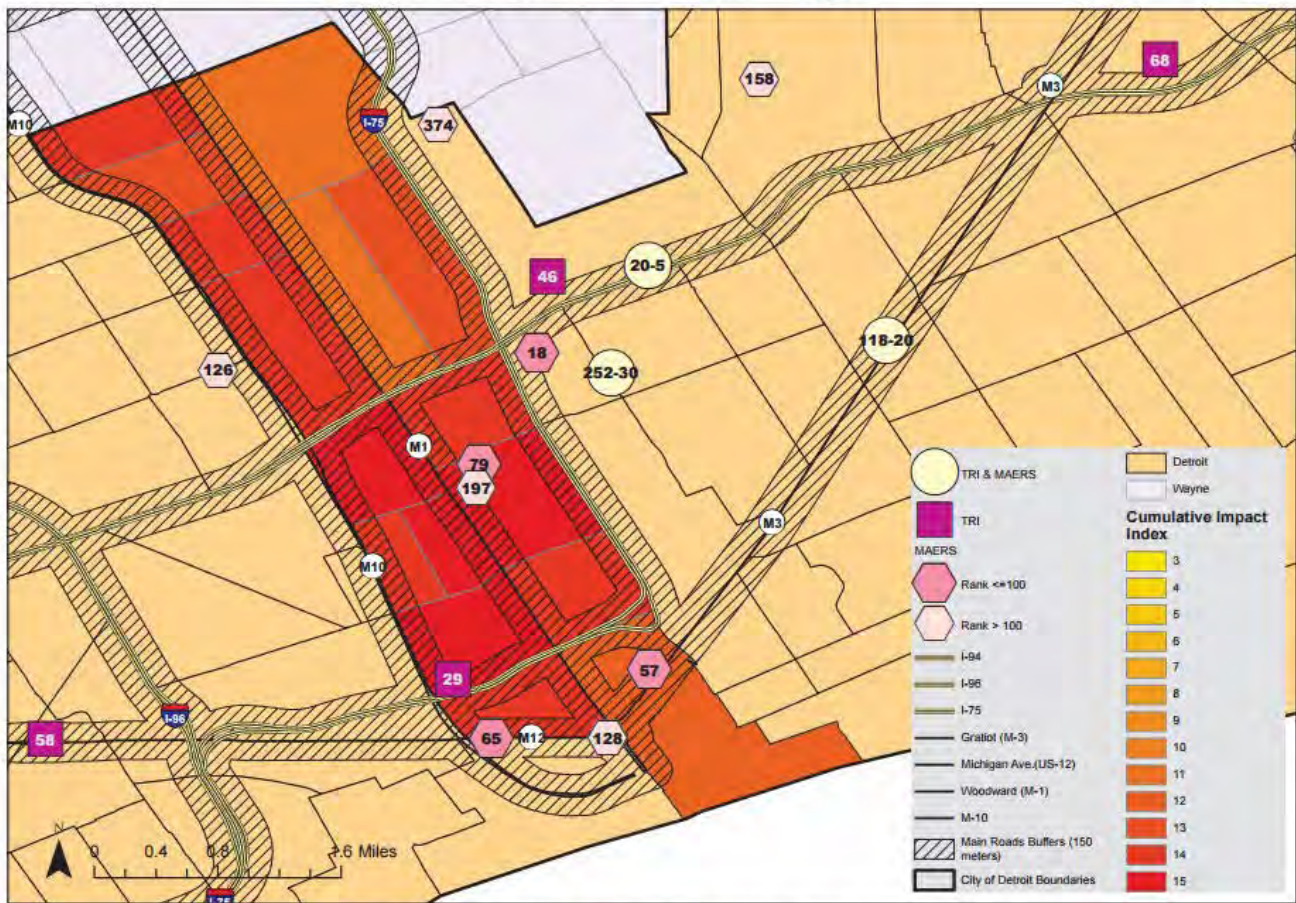 158
68
M3
M10
I-75
374
20-5
46
18
118-20
126
252-30
M1
79
197
M3
M10
57
29
I-96
58
65
M12
128
N
0 0.4 0.8 1.6 Miles
I-75
TRI & MAERS
TRI
MAERS
Rank <=100
Rank > 100
I-94
I-96
I-75
Gratiot (M-3)
Michigan Ave.(US-12)
Woodward (M-1)
M-10
Main Roads Buffers (150
meters)
City of Detroit Boundaries
Detroit
Wayne
Cumulative Impact
Index
3
4
5
6
7
8
9
10
11
12
13
14
15